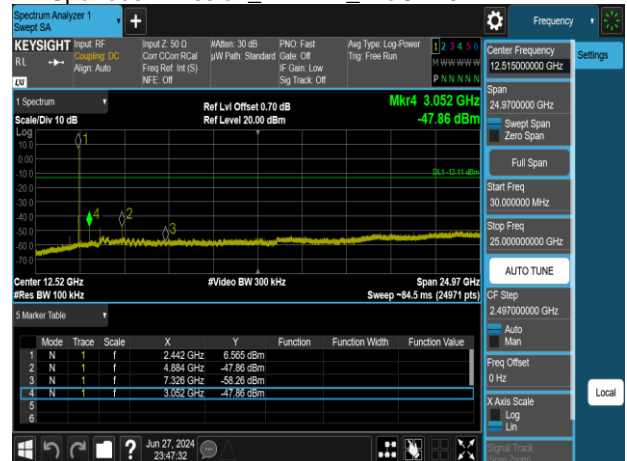 Spectrum Analyzer 1
Swept SA
Frequency
KEYSIGHT
RL
Input: RF
Coupling: DC
Align: Auto
Input Z: 50 Ω
Corr CCorr RCal
Freq Ref: Int (S)
NFE: Off
#Atten: 30 dB
µW Path: Standard
PNO: Fast
Gate: Off
IF Gain: Low
Sig Track: Off
Avg Type: Log-Power
Trig: Free Run
1 2 3 4 5 6
M W W W W W
P N N N N N
LXI
1 Spectrum
Scale/Div 10 dB
Ref Lvl Offset 0.70 dB
Ref Level 20.00 dBm
Mkr4 3.052 GHz
-47.86 dBm
Log
10.0
0.00
-10.0
-20.0
-30.0
-40.0
-50.0
-60.0
1
4
2
3
DL1 -13.11 dBm
Center 12.52 GHz
#Res BW 100 kHz
#Video BW 300 kHz
Span 24.97 GHz
Sweep ~84.5 ms (24971 pts)
5 Marker Table
Mode Trace Scale X Y Function Function Width Function Value
1 N 1 f 2.442 GHz 6.565 dBm
2 N 1 f 4.884 GHz -47.86 dBm
3 N 1 f 7.326 GHz -58.26 dBm
4 N 1 f 3.052 GHz -47.86 dBm
5
6
Jun 27, 2024
23:47:32
Center Frequency
12.515000000 GHz
Settings
Span
24.9700000 GHz
Swept Span
Zero Span
Full Span
Start Freq
30.000000 MHz
Stop Freq
25.000000000 GHz
AUTO TUNE
CF Step
2.497000000 GHz
Auto
Man
Freq Offset
0 Hz
X Axis Scale
Log
Lin
Local
Signal Track
(Span Zoom)